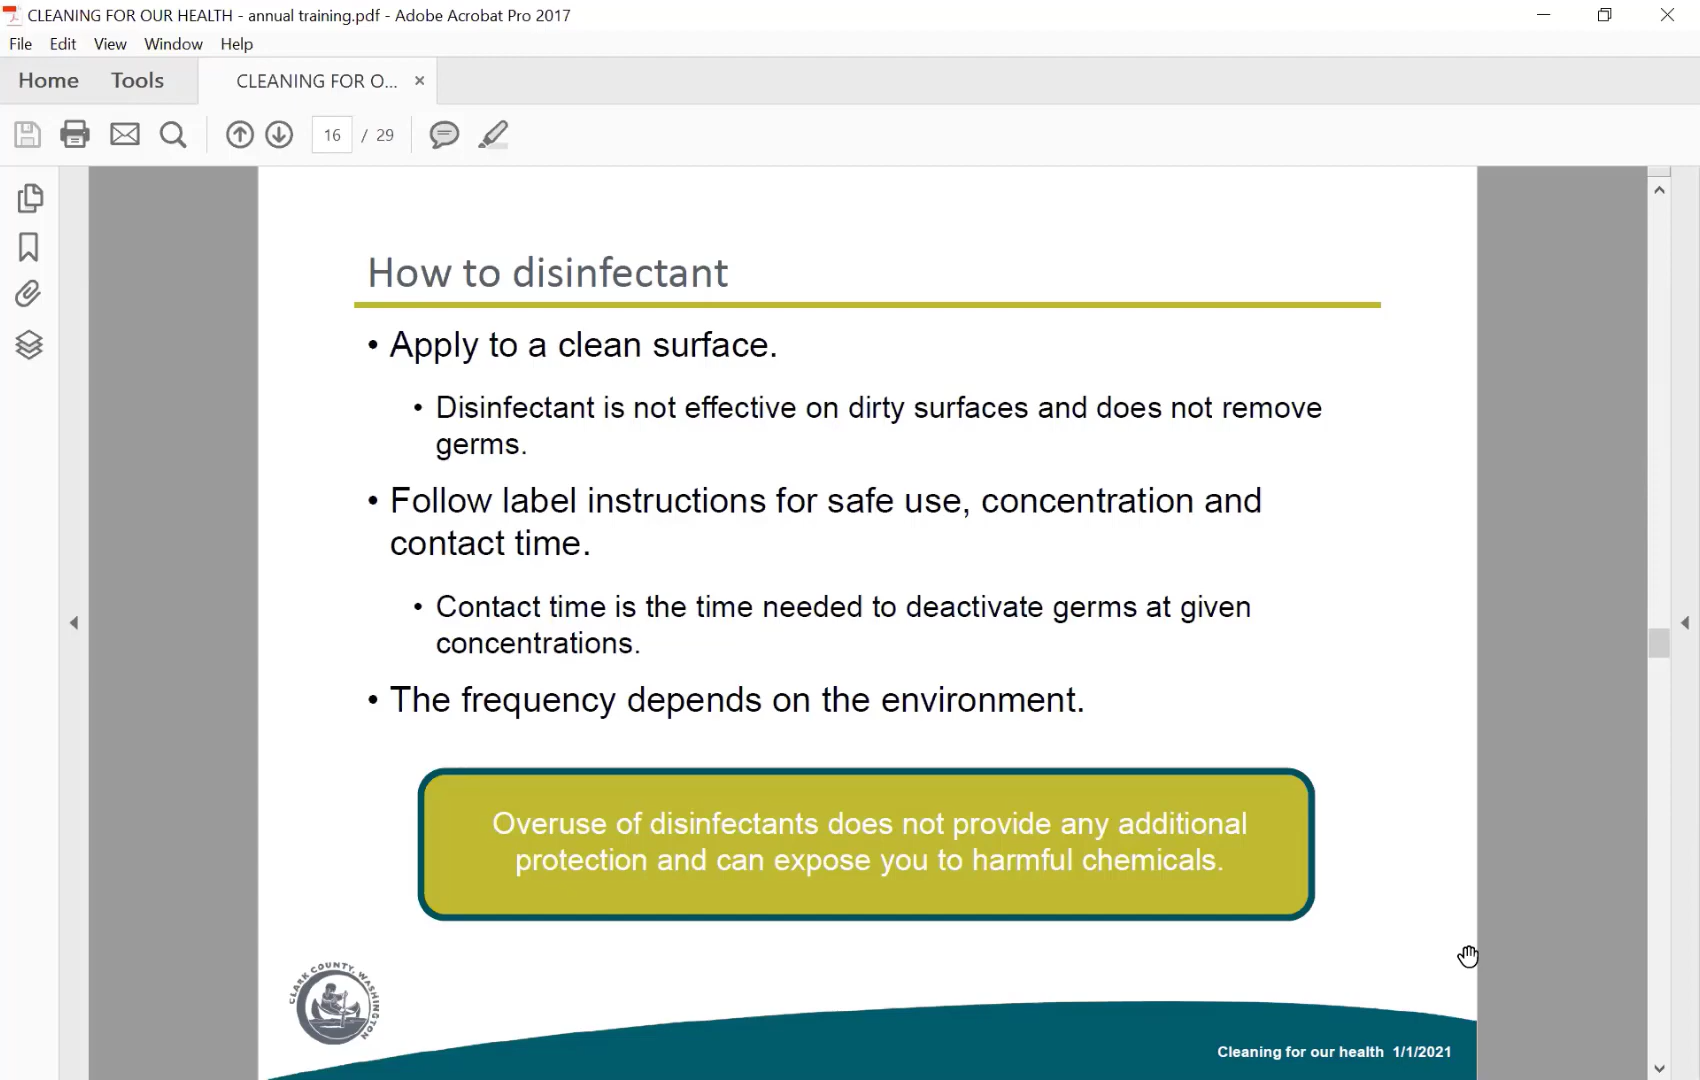 CLEANING FOR OUR HEALTH - annual training.pdf - Adobe Acrobat Pro 2017
File Edit View Window Help
Home Tools CLEANING FOR O... ×
16 / 29
How to disinfectant
• Apply to a clean surface.
• Disinfectant is not effective on dirty surfaces and does not remove
germs.
• Follow label instructions for safe use, concentration and
contact time.
• Contact time is the time needed to deactivate germs at given
concentrations.
• The frequency depends on the environment.
Overuse of disinfectants does not provide any additional
protection and can expose you to harmful chemicals.
CLARK COUNTY, WASHINGTON
Cleaning for our health 1/1/2021